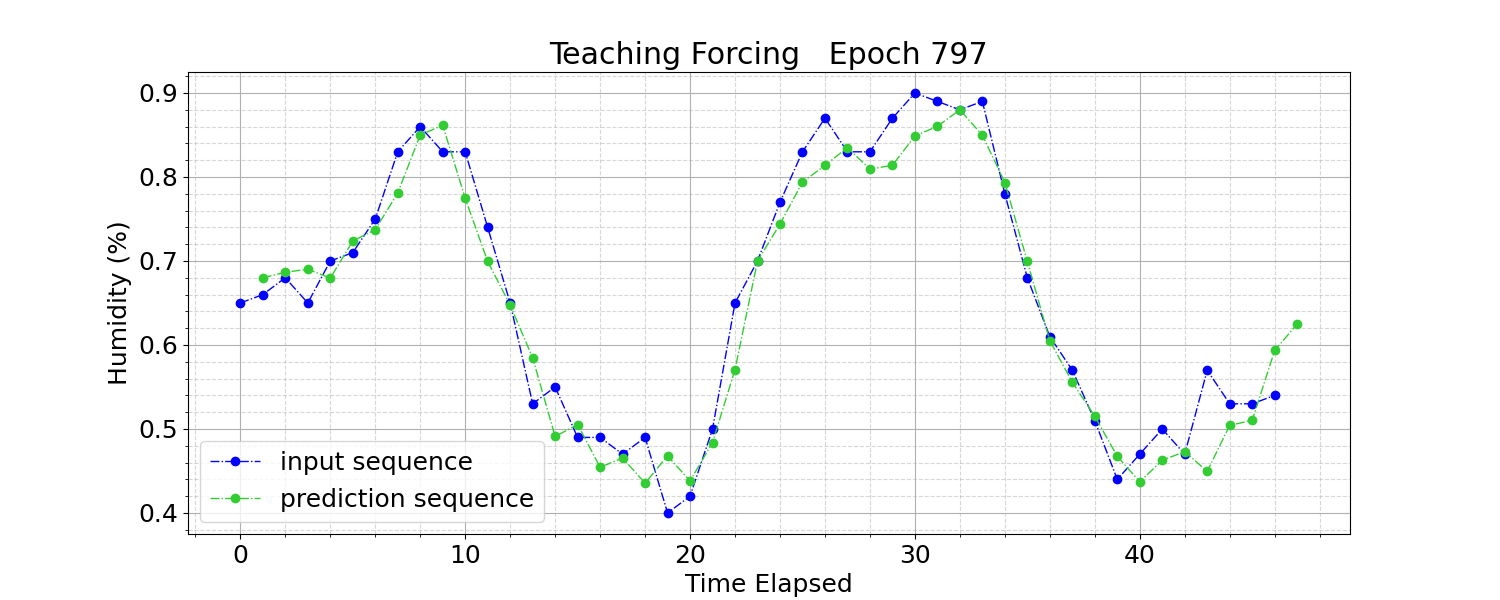 Teaching Forcing   Epoch 797
Humidity (%)
0.9
0.8
0.7
0.6
0.5
0.4
input sequence
prediction sequence
0 10 20 30 40
Time Elapsed